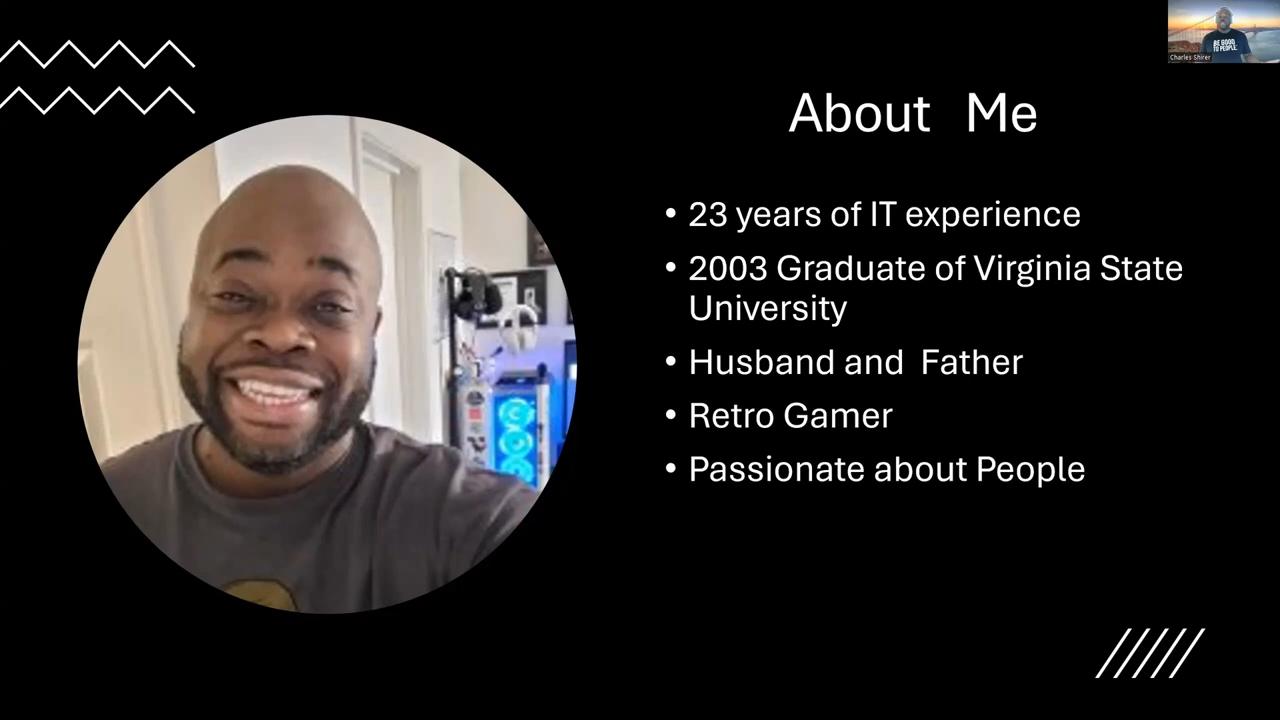 BE GOOD
TO PEOPLE
Charles Shirer
About Me
• 23 years of IT experience
• 2003 Graduate of Virginia State
University
• Husband and Father
• Retro Gamer
• Passionate about People